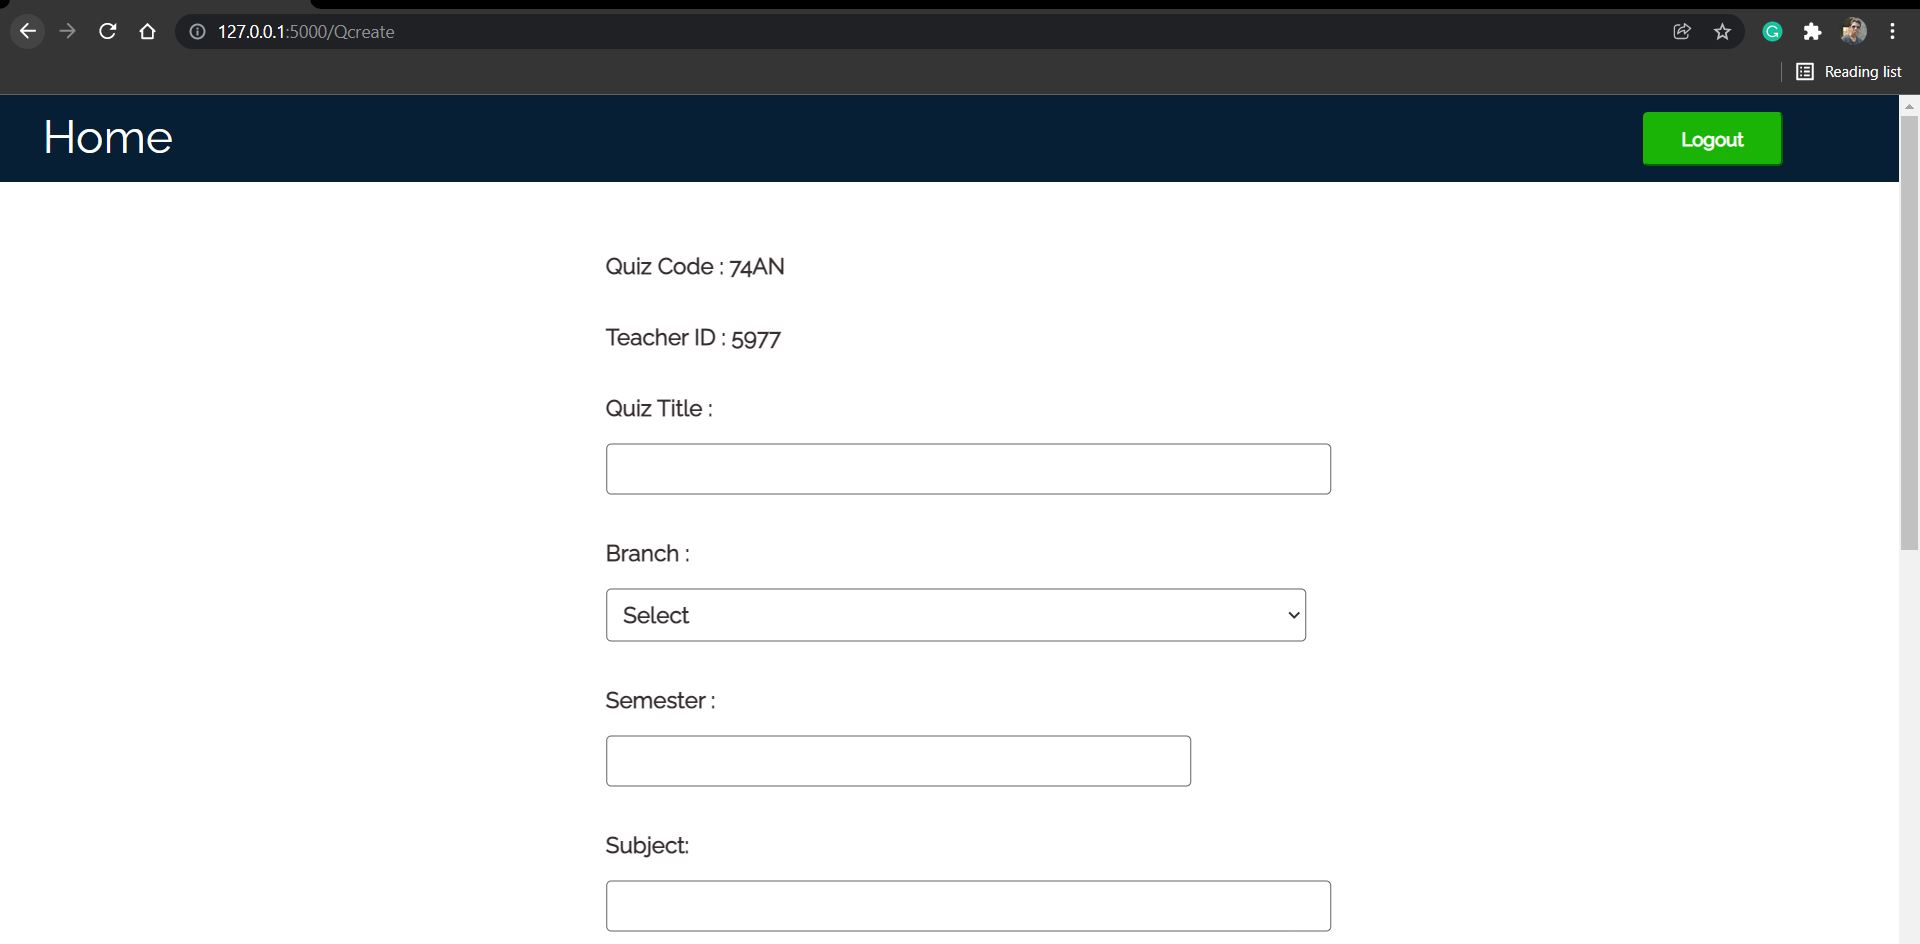 127.0.0.1:5000/Qcreate
Reading list
Home
Logout
Quiz Code : 74AN
Teacher ID : 5977
Quiz Title :
Branch :
Select
Semester :
Subject: